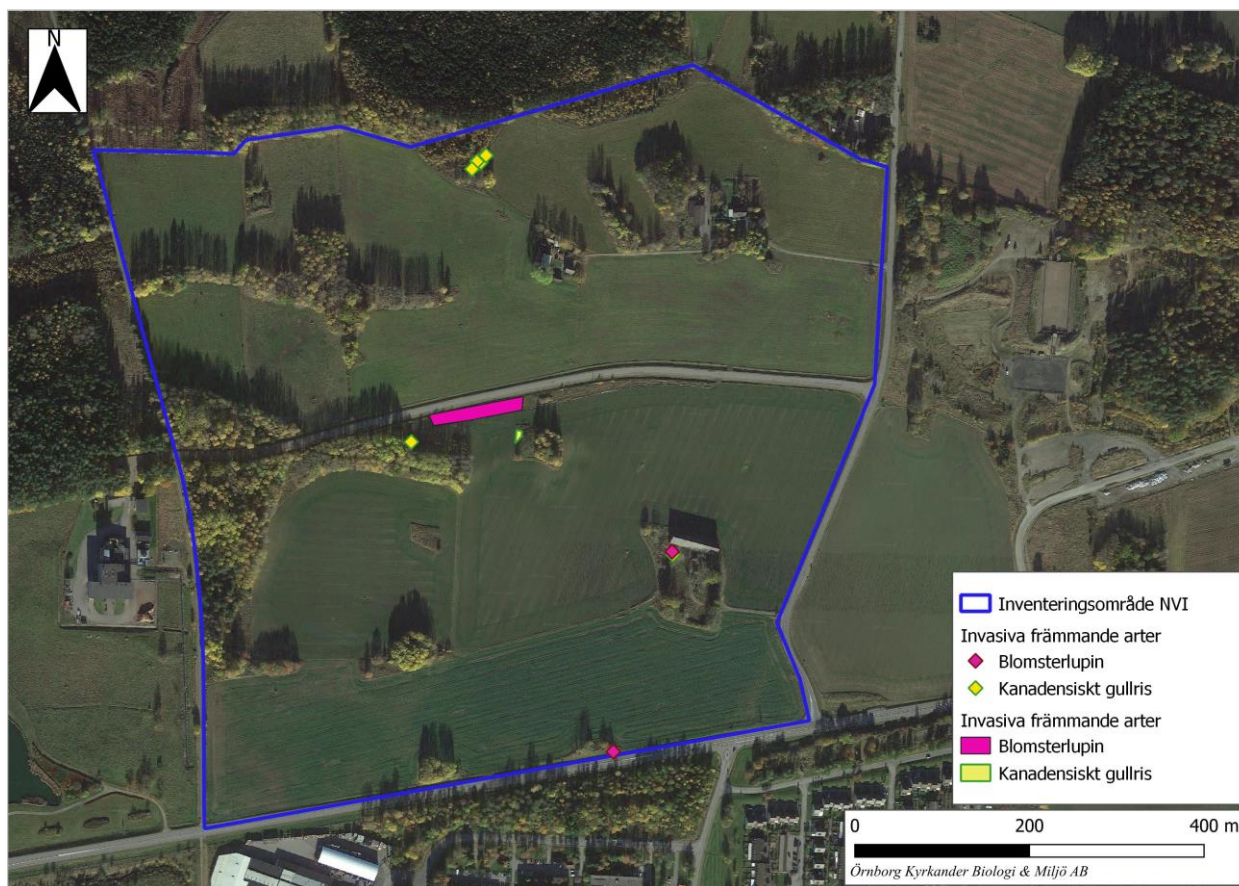 N
Inventeringsområde NVI
Invasiva främmande arter
Blomsterlupin
Kanadensiskt gullris
Invasiva främmande arter
Blomsterlupin
Kanadensiskt gullris
0 200 400 m
Örnborg Kyrkander Biologi & Miljö AB